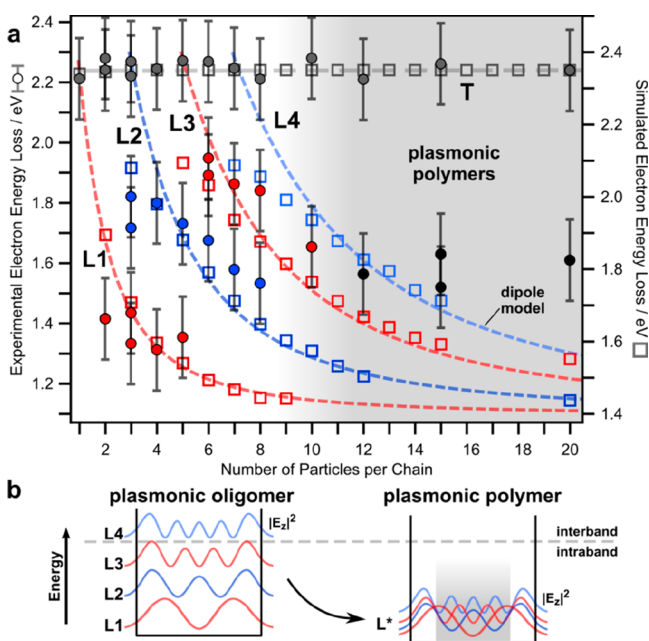 a
Experimental Electron Energy Loss / eV
2.4
2.2
2.0
1.8
1.6
1.4
1.2
2.4
2.2
2.0
1.8
1.6
1.4
Simulated Electron Energy Loss / eV
L1
L2
L3
L4
T
plasmonic
polymers
dipole
model
2 4 6 8 10 12 14 16 18 20
Number of Particles per Chain
b
plasmonic oligomer
plasmonic polymer
Energy
L4
L3
L2
L1
|Ez|²
interband
intraband
|Ez|²
L*